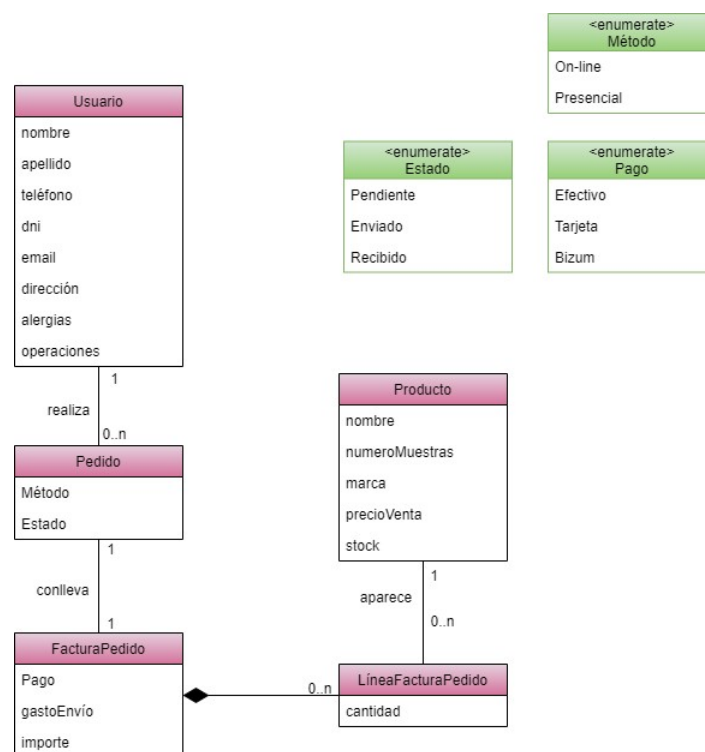 <enumerate>
Método
On-line
Presencial
Usuario
nombre
apellido
teléfono
dni
email
dirección
alergias
operaciones
<enumerate>
Estado
Pendiente
Enviado
Recibido
<enumerate>
Pago
Efectivo
Tarjeta
Bizum
1
realiza
0..n
Pedido
Método
Estado
1
conlleva
1
Producto
nombre
numeroMuestras
marca
precioVenta
stock
1
aparece
0..n
FacturaPedido
Pago
gastoEnvío
importe
0..n
LíneaFacturaPedido
cantidad